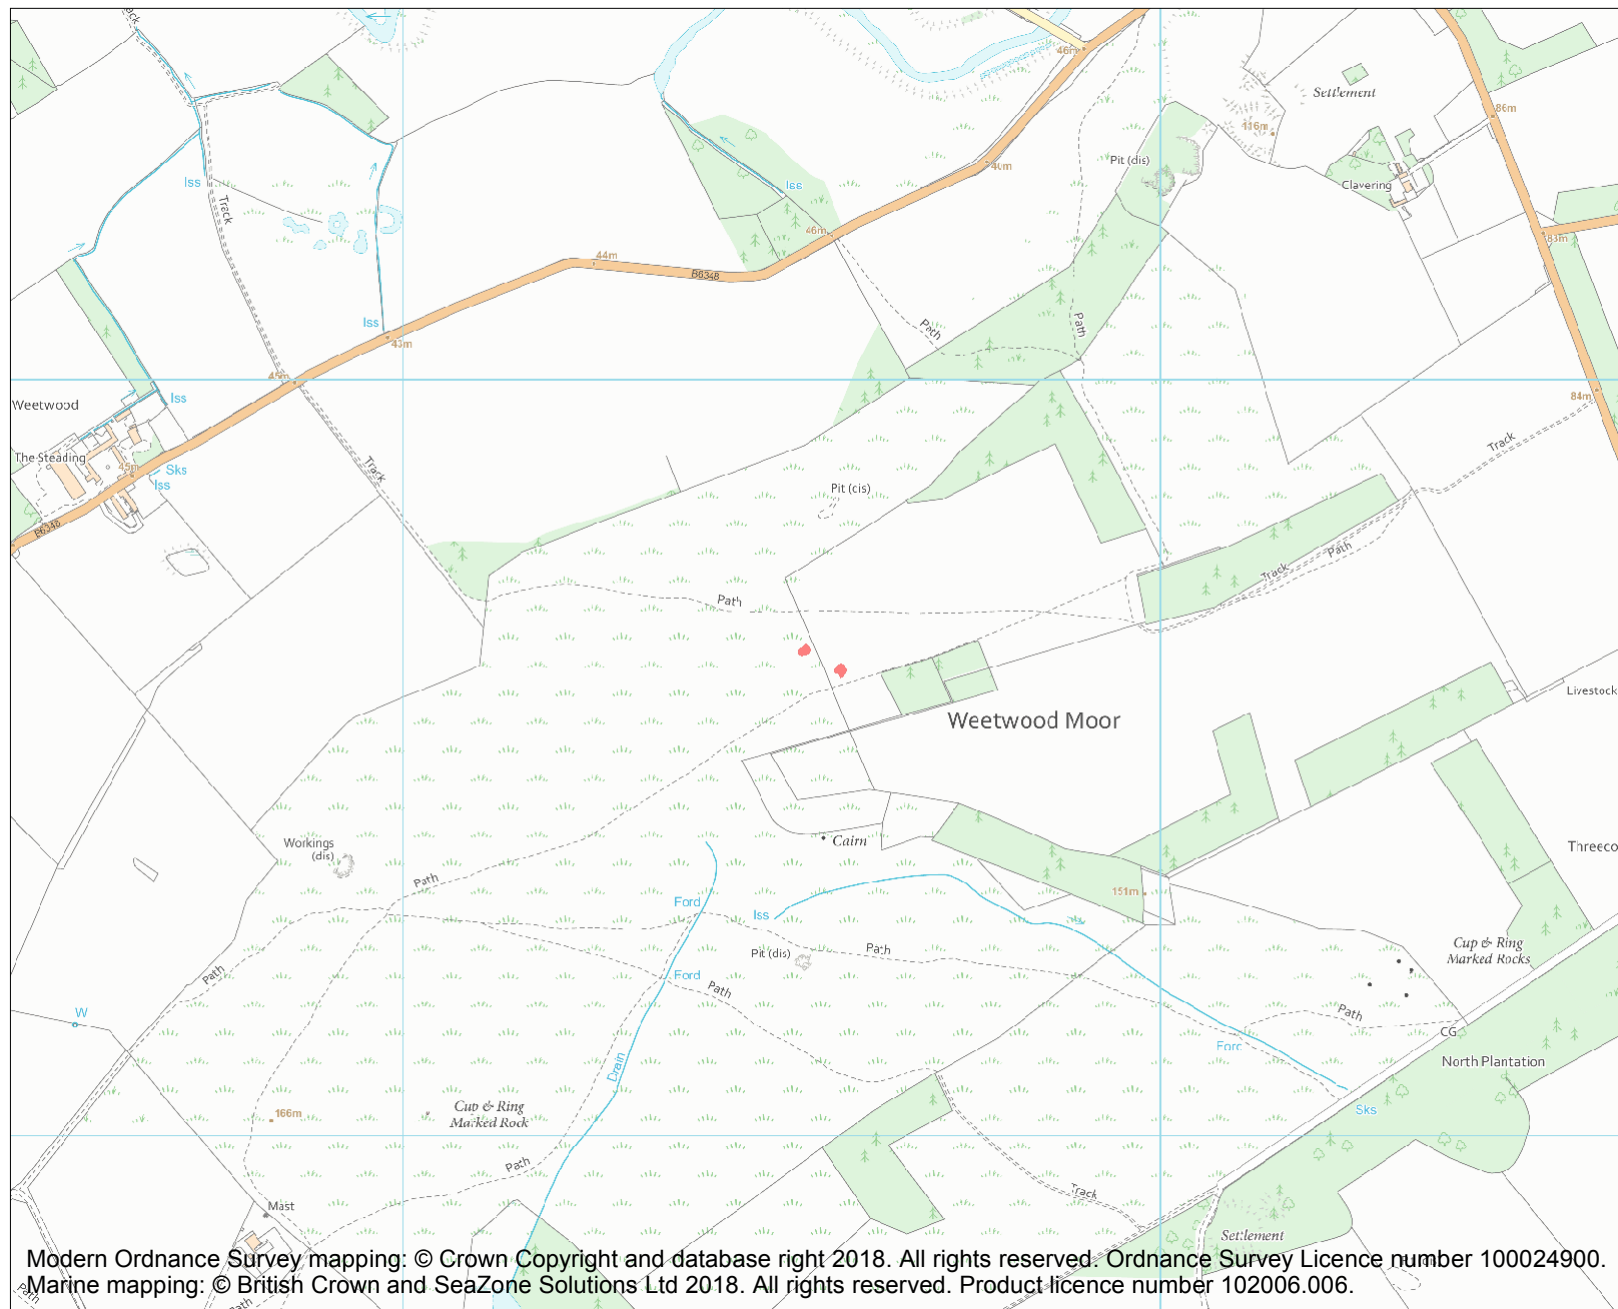 ack
46m
Settlement
86m
116m
40m
Pit (dis)
Clavering
Iss
Iss
Track
46m
83m
44m
B6348
Iss
Path
Path
43m
45m
84m
Weetwood
Iss
Track
The Steading
45m
Sks
Iss
Track
Pit (cis)
B6348
Path
Track
Path
Weetwood Moor
Livestock
Workings
(dis)
Cairn
Threeco
Path
151m
Ford
Iss
Path
Cup & Ring
Marked Rocks
Pit (dis)
Path
Ford
Path
W
Path
CG
Ford
North Plantation
Drain
166m
Cup & Ring
Marked Rock
Sks
Path
Track
Mast
Settlement
Modern Ordnance Survey mapping: © Crown Copyright and database right 2018. All rights reserved. Ordnance Survey Licence number 100024900.
Marine mapping: © British Crown and SeaZone Solutions Ltd 2018. All rights reserved. Product licence number 102006.006.
Path
ath